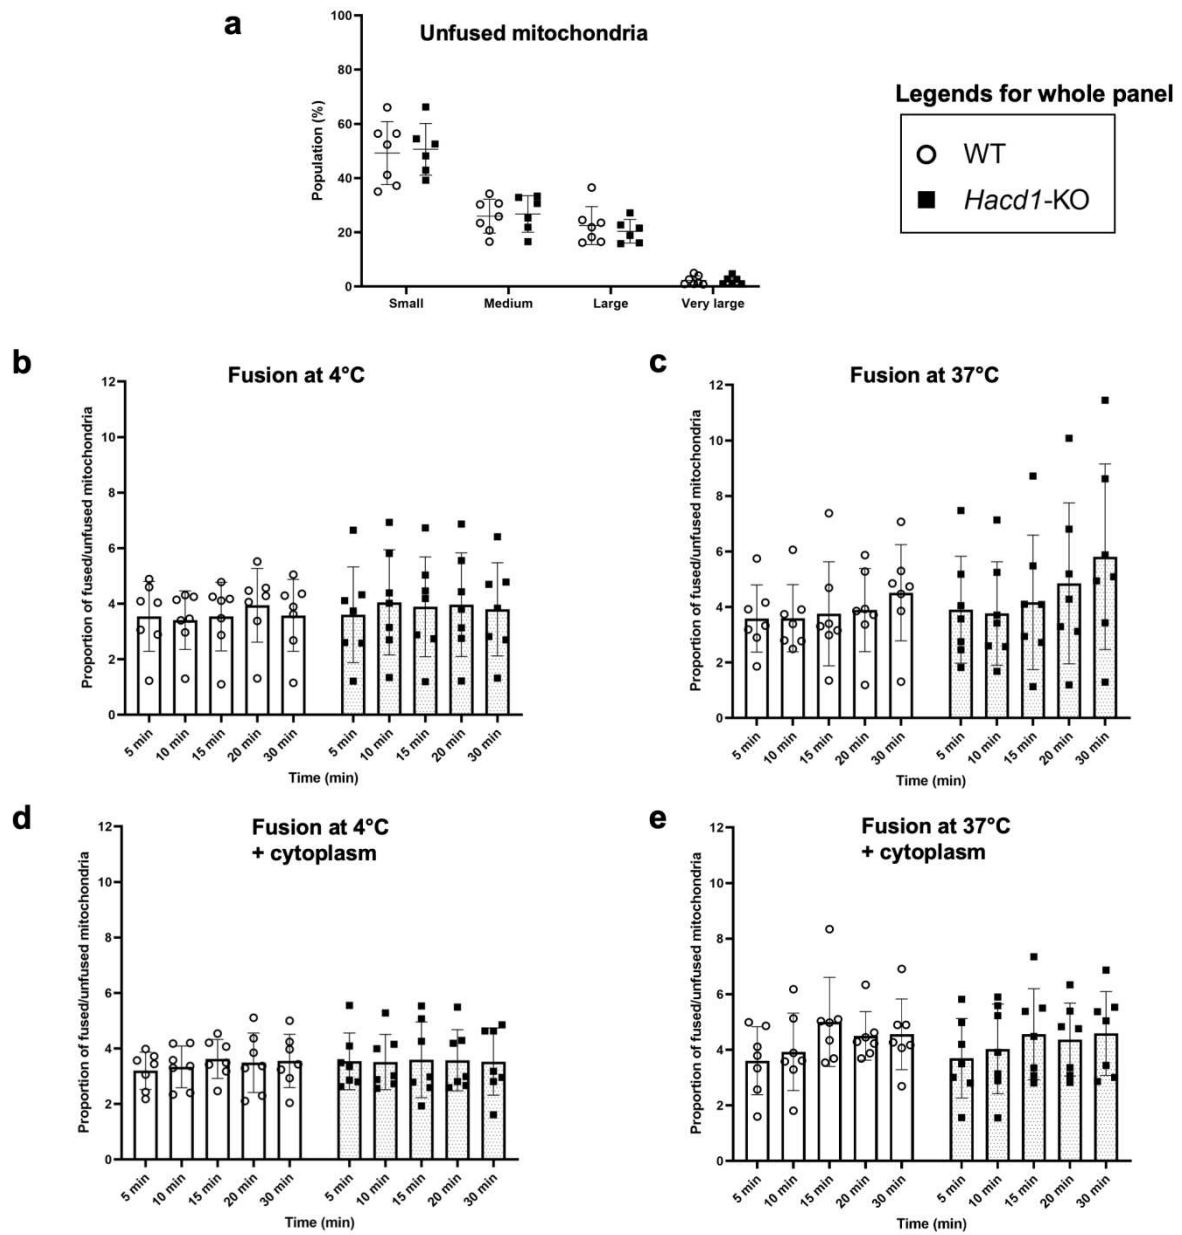 a
Unfused mitochondria
Population (%)
100
80
60
40
20
0
Small Medium Large Very large
Legends for whole panel
WT
Hacd1-KO
b
Fusion at 4°C
Proportion of fused/unfused mitochondria
12
10
8
6
4
2
0
5 min 10 min 15 min 20 min 30 min 5 min 10 min 15 min 20 min 30 min
Time (min)
c
Fusion at 37°C
Proportion of fused/unfused mitochondria
12
10
8
6
4
2
0
5 min 10 min 15 min 20 min 30 min 5 min 10 min 15 min 20 min 30 min
Time (min)
d
Fusion at 4°C
+ cytoplasm
Proportion of fused/unfused mitochondria
12
10
8
6
4
2
0
5 min 10 min 15 min 20 min 30 min 5 min 10 min 15 min 20 min 30 min
Time (min)
e
Fusion at 37°C
+ cytoplasm
Proportion of fused/unfused mitochondria
12
10
8
6
4
2
0
5 min 10 min 15 min 20 min 30 min 5 min 10 min 15 min 20 min 30 min
Time (min)